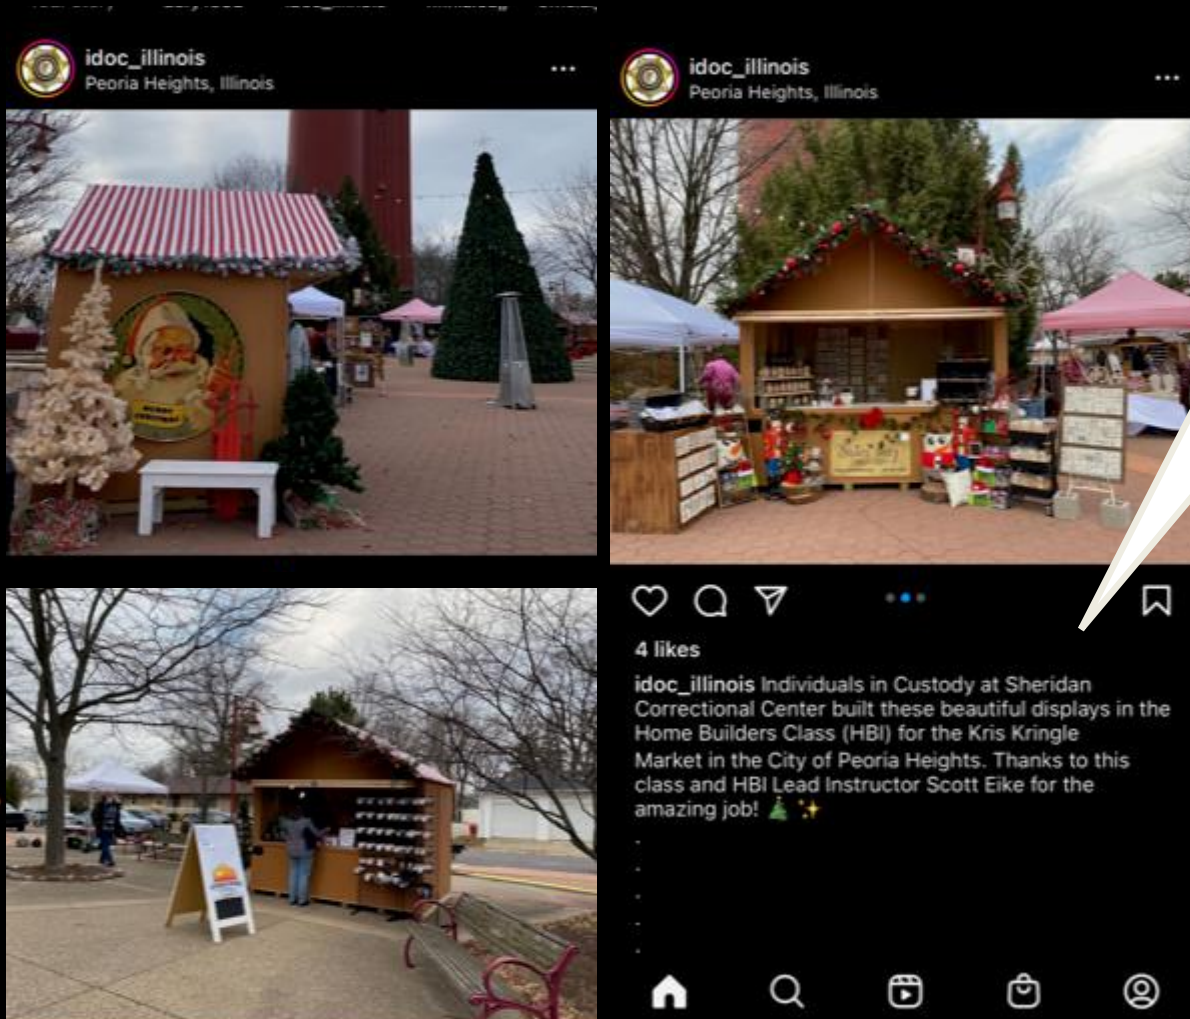 idoc_illinois
Peoria Heights, Illinois
MERRY
CHRISTMAS
idoc_illinois
Peoria Heights, Illinois
4 likes
idoc_illinois Individuals in Custody at Sheridan
Correctional Center built these beautiful displays in the
Home Builders Class (HBI) for the Kris Kringle
Market in the City of Peoria Heights. Thanks to this
class and HBI Lead Instructor Scott Eike for the
amazing job! 🎄✨
.
.
.
.
.